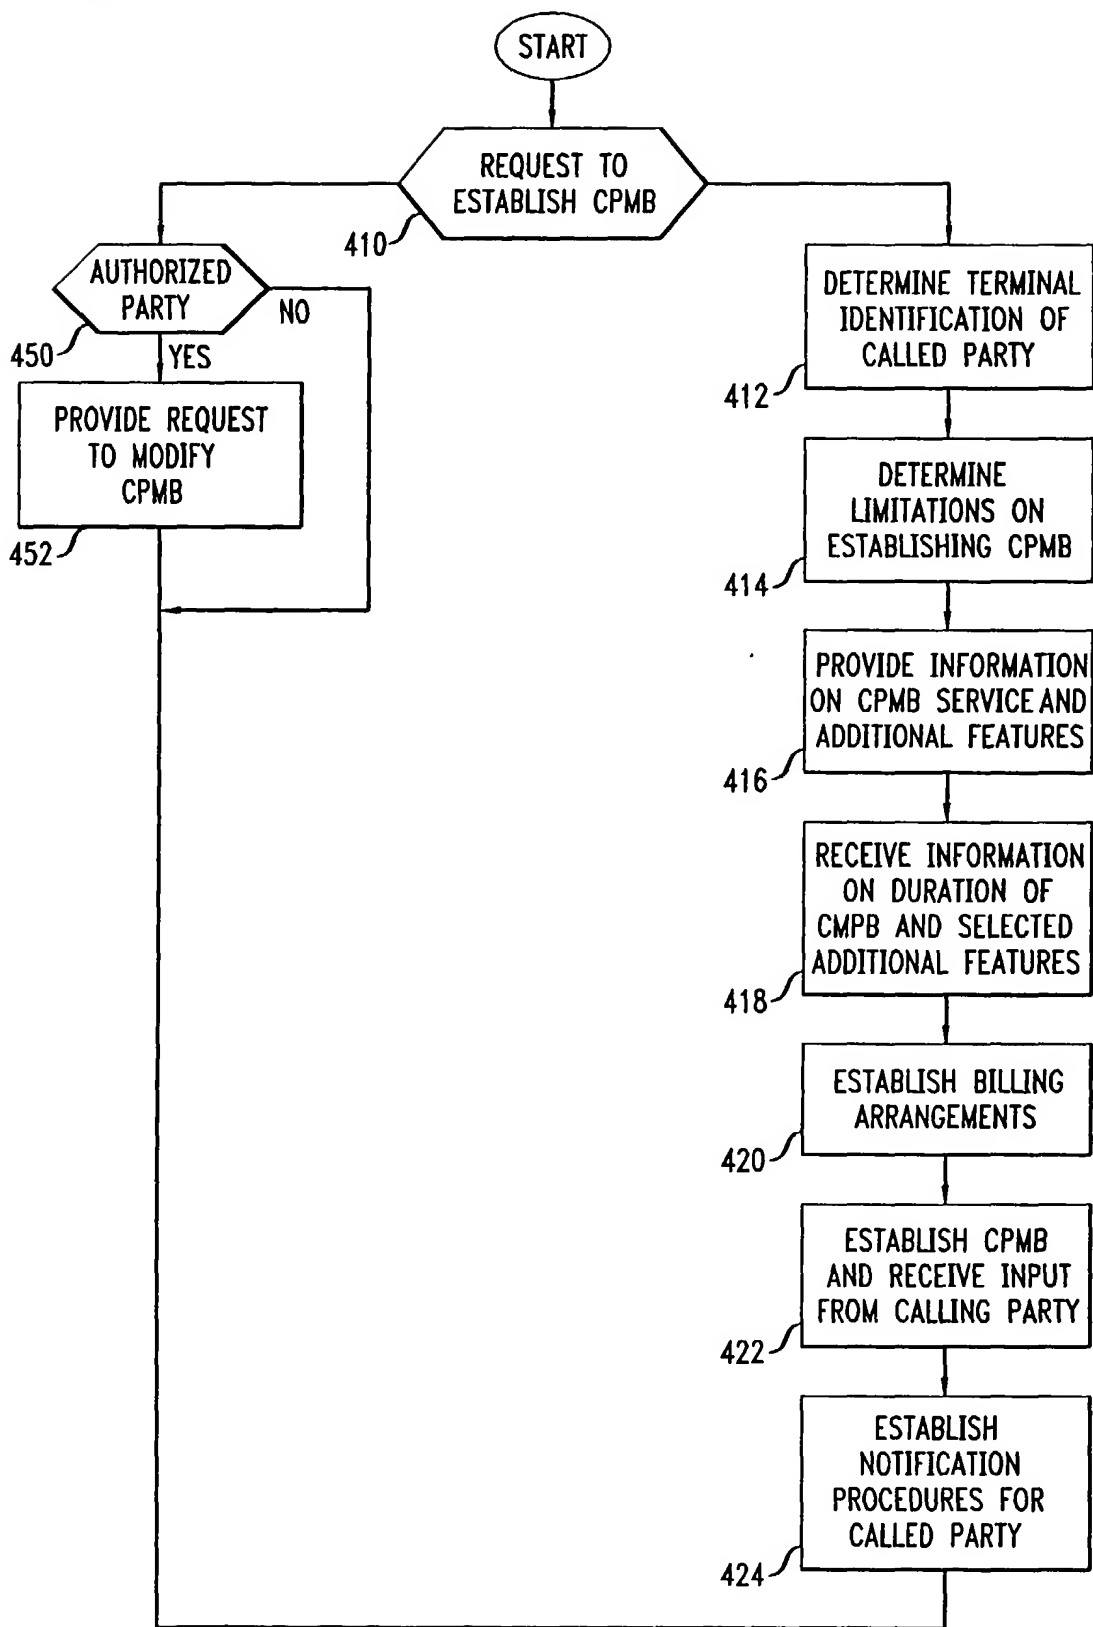 START
REQUEST TO
ESTABLISH CPMB
410
AUTHORIZED
PARTY
NO
450
YES
PROVIDE REQUEST
TO MODIFY
CPMB
452
DETERMINE TERMINAL
IDENTIFICATION OF
CALLED PARTY
412
DETERMINE
LIMITATIONS ON
ESTABLISHING CPMB
414
PROVIDE INFORMATION
ON CPMB SERVICE AND
ADDITIONAL FEATURES
416
RECEIVE INFORMATION
ON DURATION OF
CMPB AND SELECTED
ADDITIONAL FEATURES
418
ESTABLISH BILLING
ARRANGEMENTS
420
ESTABLISH CPMB
AND RECEIVE INPUT
FROM CALLING PARTY
422
ESTABLISH
NOTIFICATION
PROCEDURES FOR
CALLED PARTY
424